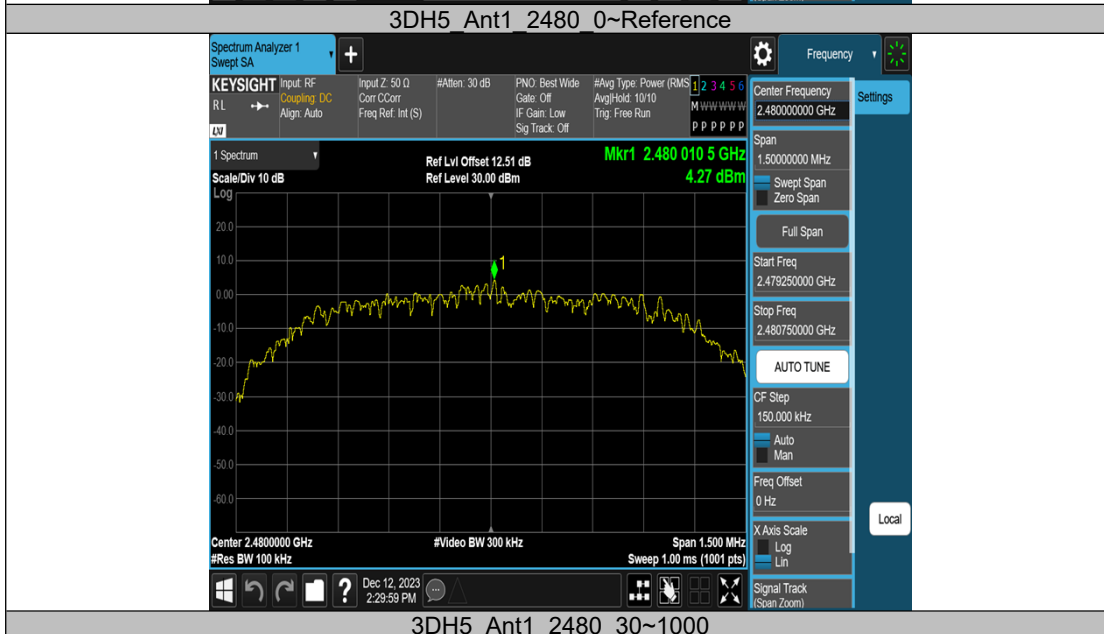 3DH5_Ant1_2480_0~Reference
Spectrum Analyzer 1
Swept SA
Frequency
KEYSIGHT
RL
LXI
Input: RF
Coupling: DC
Align: Auto
Input Z: 50 Ω
Corr CCorr
Freq Ref: Int (S)
#Atten: 30 dB
PNO: Best Wide
Gate: Off
IF Gain: Low
Sig Track: Off
#Avg Type: Power (RMS
Avg|Hold: 10/10
Trig: Free Run
1 2 3 4 5 6
M W W W W W
P P P P P P
1 Spectrum
Scale/Div 10 dB
Ref Lvl Offset 12.51 dB
Ref Level 30.00 dBm
Mkr1 2.480 010 5 GHz
4.27 dBm
Log
20.0
10.0
0.00
-10.0
-20.0
-30.0
-40.0
-50.0
-60.0
1
Center 2.4800000 GHz
#Res BW 100 kHz
#Video BW 300 kHz
Span 1.500 MHz
Sweep 1.00 ms (1001 pts)
Center Frequency
2.480000000 GHz
Settings
Span
1.50000000 MHz
Swept Span
Zero Span
Full Span
Start Freq
2.479250000 GHz
Stop Freq
2.480750000 GHz
AUTO TUNE
CF Step
150.000 kHz
Auto
Man
Freq Offset
0 Hz
Local
X Axis Scale
Log
Lin
Signal Track
(Span Zoom)
?
Dec 12, 2023
2:29:59 PM
3DH5_Ant1_2480_30~1000